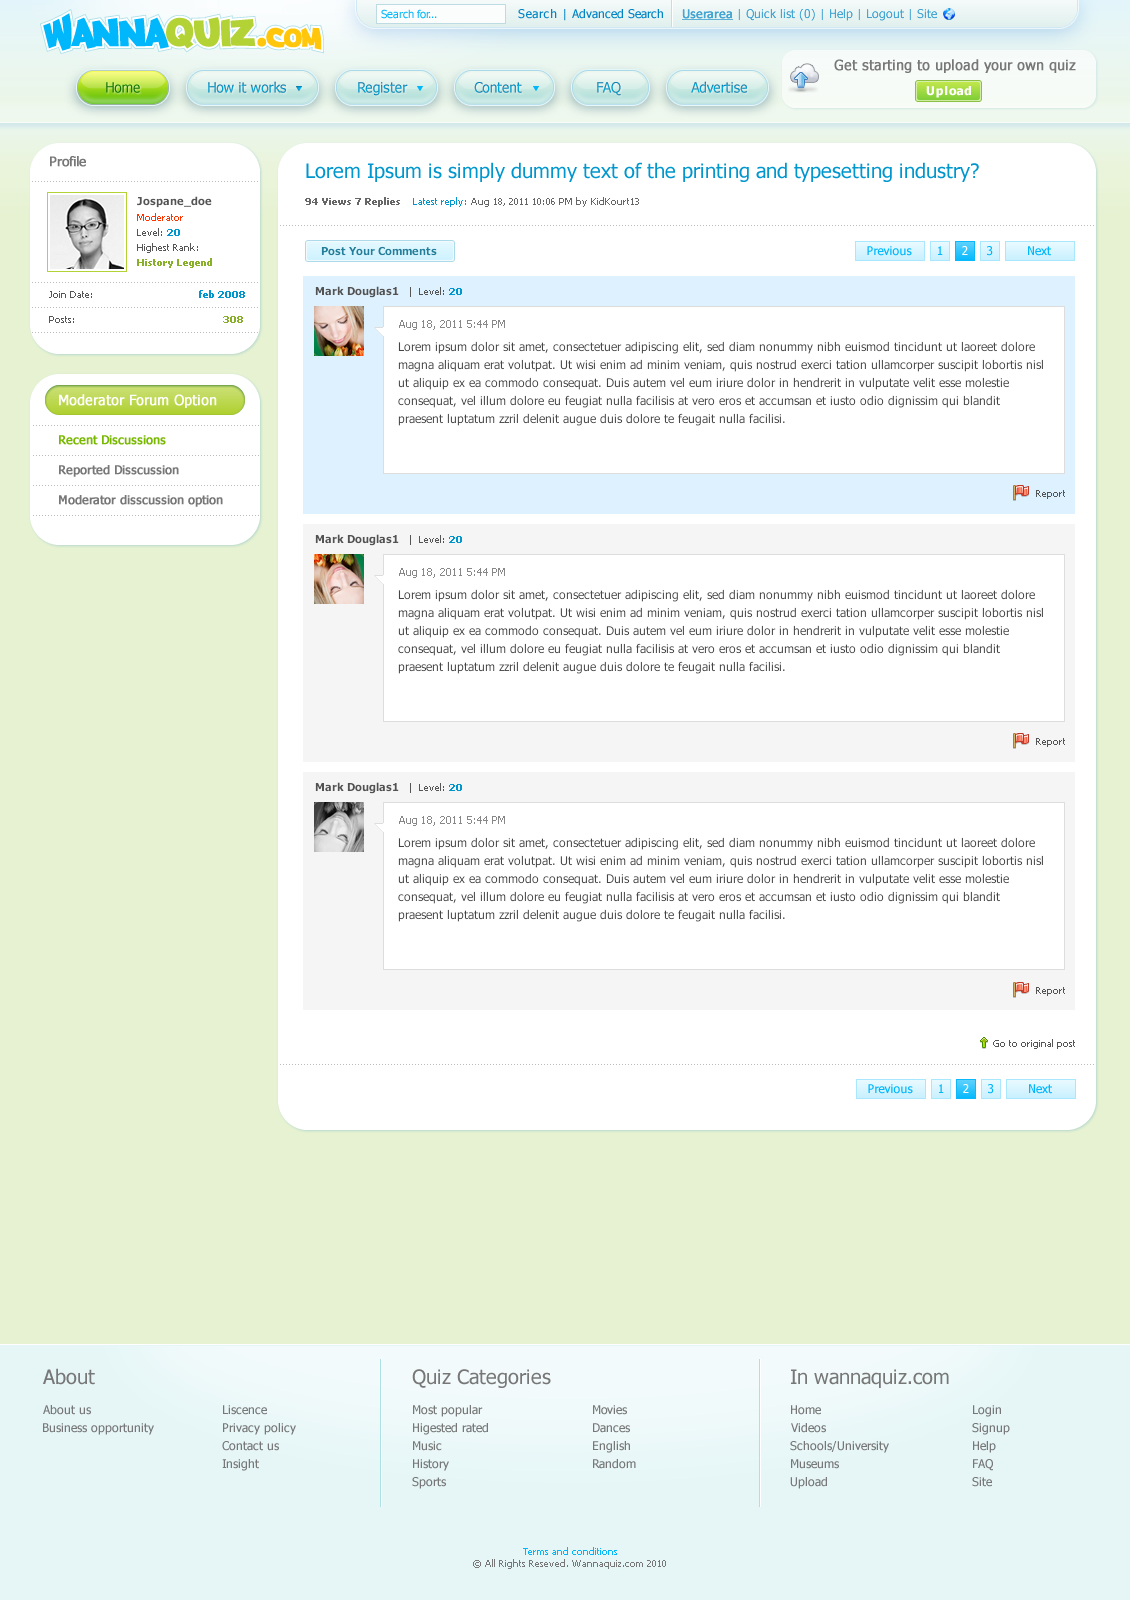 Search for...
Search | Advanced Search
Userarea | Quick list (0) | Help | Logout | Site
WANNAQUIZ.COM
Home
How it works
Register
Content
FAQ
Advertise
Get starting to upload your own quiz
Upload
Profile
Jospane_doe
Moderator
Level: 20
Highest Rank:
History Legend
Join Date: feb 2008
Posts: 308
Moderator Forum Option
Recent Discussions
Reported Disscussion
Moderator disscussion option
Lorem Ipsum is simply dummy text of the printing and typesetting industry?
94 Views 7 Replies Latest reply: Aug 18, 2011 10:06 PM by KidKourt13
Post Your Comments
Previous 1 2 3 Next
Mark Douglas1 | Level: 20
Aug 18, 2011 5:44 PM
Lorem ipsum dolor sit amet, consectetuer adipiscing elit, sed diam nonummy nibh euismod tincidunt ut laoreet dolore
magna aliquam erat volutpat. Ut wisi enim ad minim veniam, quis nostrud exerci tation ullamcorper suscipit lobortis nisl
ut aliquip ex ea commodo consequat. Duis autem vel eum iriure dolor in hendrerit in vulputate velit esse molestie
consequat, vel illum dolore eu feugiat nulla facilisis at vero eros et accumsan et iusto odio dignissim qui blandit
praesent luptatum zzril delenit augue duis dolore te feugait nulla facilisi.
Report
Mark Douglas1 | Level: 20
Aug 18, 2011 5:44 PM
Lorem ipsum dolor sit amet, consectetuer adipiscing elit, sed diam nonummy nibh euismod tincidunt ut laoreet dolore
magna aliquam erat volutpat. Ut wisi enim ad minim veniam, quis nostrud exerci tation ullamcorper suscipit lobortis nisl
ut aliquip ex ea commodo consequat. Duis autem vel eum iriure dolor in hendrerit in vulputate velit esse molestie
consequat, vel illum dolore eu feugiat nulla facilisis at vero eros et accumsan et iusto odio dignissim qui blandit
praesent luptatum zzril delenit augue duis dolore te feugait nulla facilisi.
Report
Mark Douglas1 | Level: 20
Aug 18, 2011 5:44 PM
Lorem ipsum dolor sit amet, consectetuer adipiscing elit, sed diam nonummy nibh euismod tincidunt ut laoreet dolore
magna aliquam erat volutpat. Ut wisi enim ad minim veniam, quis nostrud exerci tation ullamcorper suscipit lobortis nisl
ut aliquip ex ea commodo consequat. Duis autem vel eum iriure dolor in hendrerit in vulputate velit esse molestie
consequat, vel illum dolore eu feugiat nulla facilisis at vero eros et accumsan et iusto odio dignissim qui blandit
praesent luptatum zzril delenit augue duis dolore te feugait nulla facilisi.
Report
Go to original post
Previous 1 2 3 Next
About
About us
Business opportunity
Liscence
Privacy policy
Contact us
Insight
Quiz Categories
Most popular
Higested rated
Music
History
Sports
Movies
Dances
English
Random
In wannaquiz.com
Home
Videos
Schools/University
Museums
Upload
Login
Signup
Help
FAQ
Site
Terms and conditions
© All Rights Reseved. Wannaquiz.com 2010